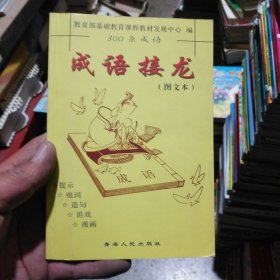 教育部基础教育课程教材发展中心 编
300条成语
成语接龙
（图文本）
成语
提示
☆组词
☆造句
☆游戏
☆漫画
青海人民出版社